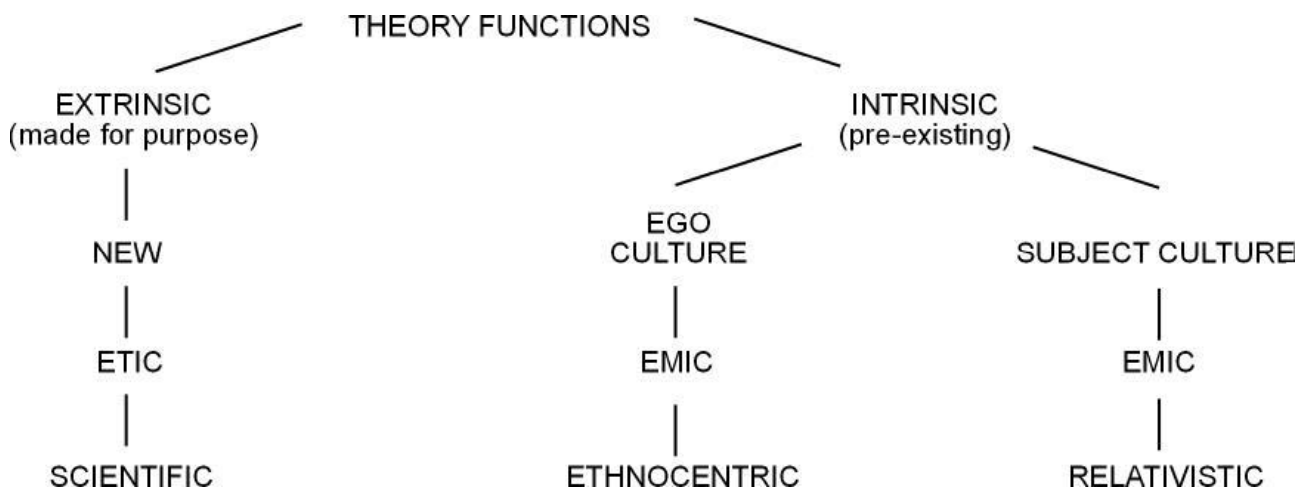 THEORY FUNCTIONS
EXTRINSIC
(made for purpose)
INTRINSIC
(pre-existing)
NEW
EGO
CULTURE
SUBJECT CULTURE
ETIC
EMIC
EMIC
SCIENTIFIC
ETHNOCENTRIC
RELATIVISTIC